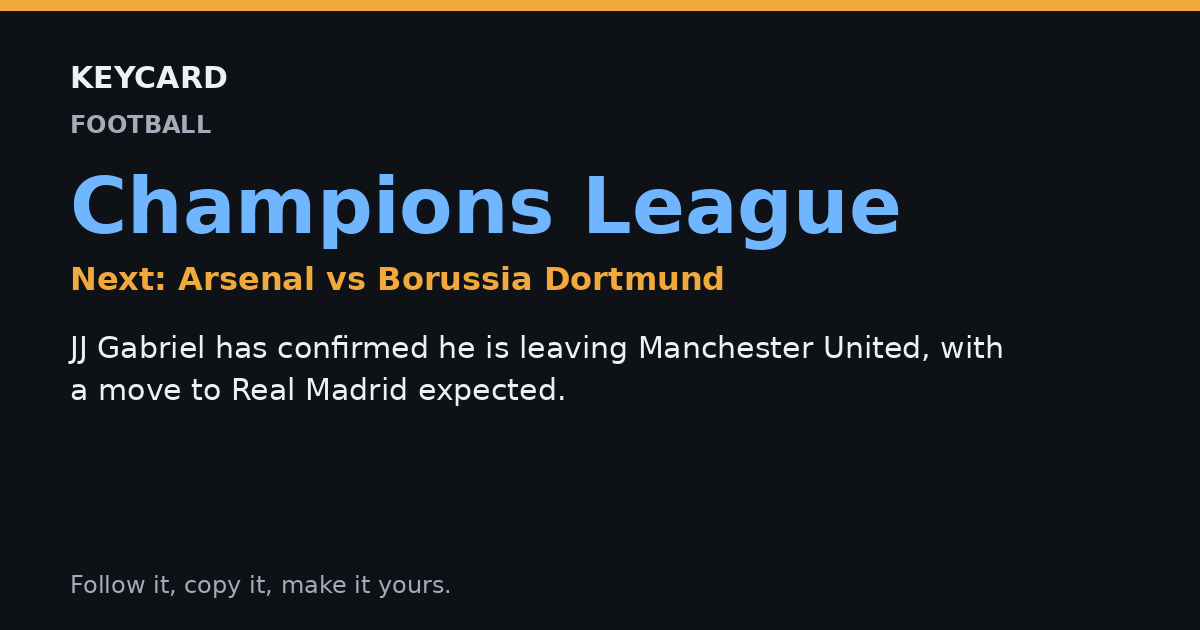 KEYCARD
FOOTBALL
Champions League
Next: Arsenal vs Borussia Dortmund
JJ Gabriel has confirmed he is leaving Manchester United, with
a move to Real Madrid expected.
Follow it, copy it, make it yours.